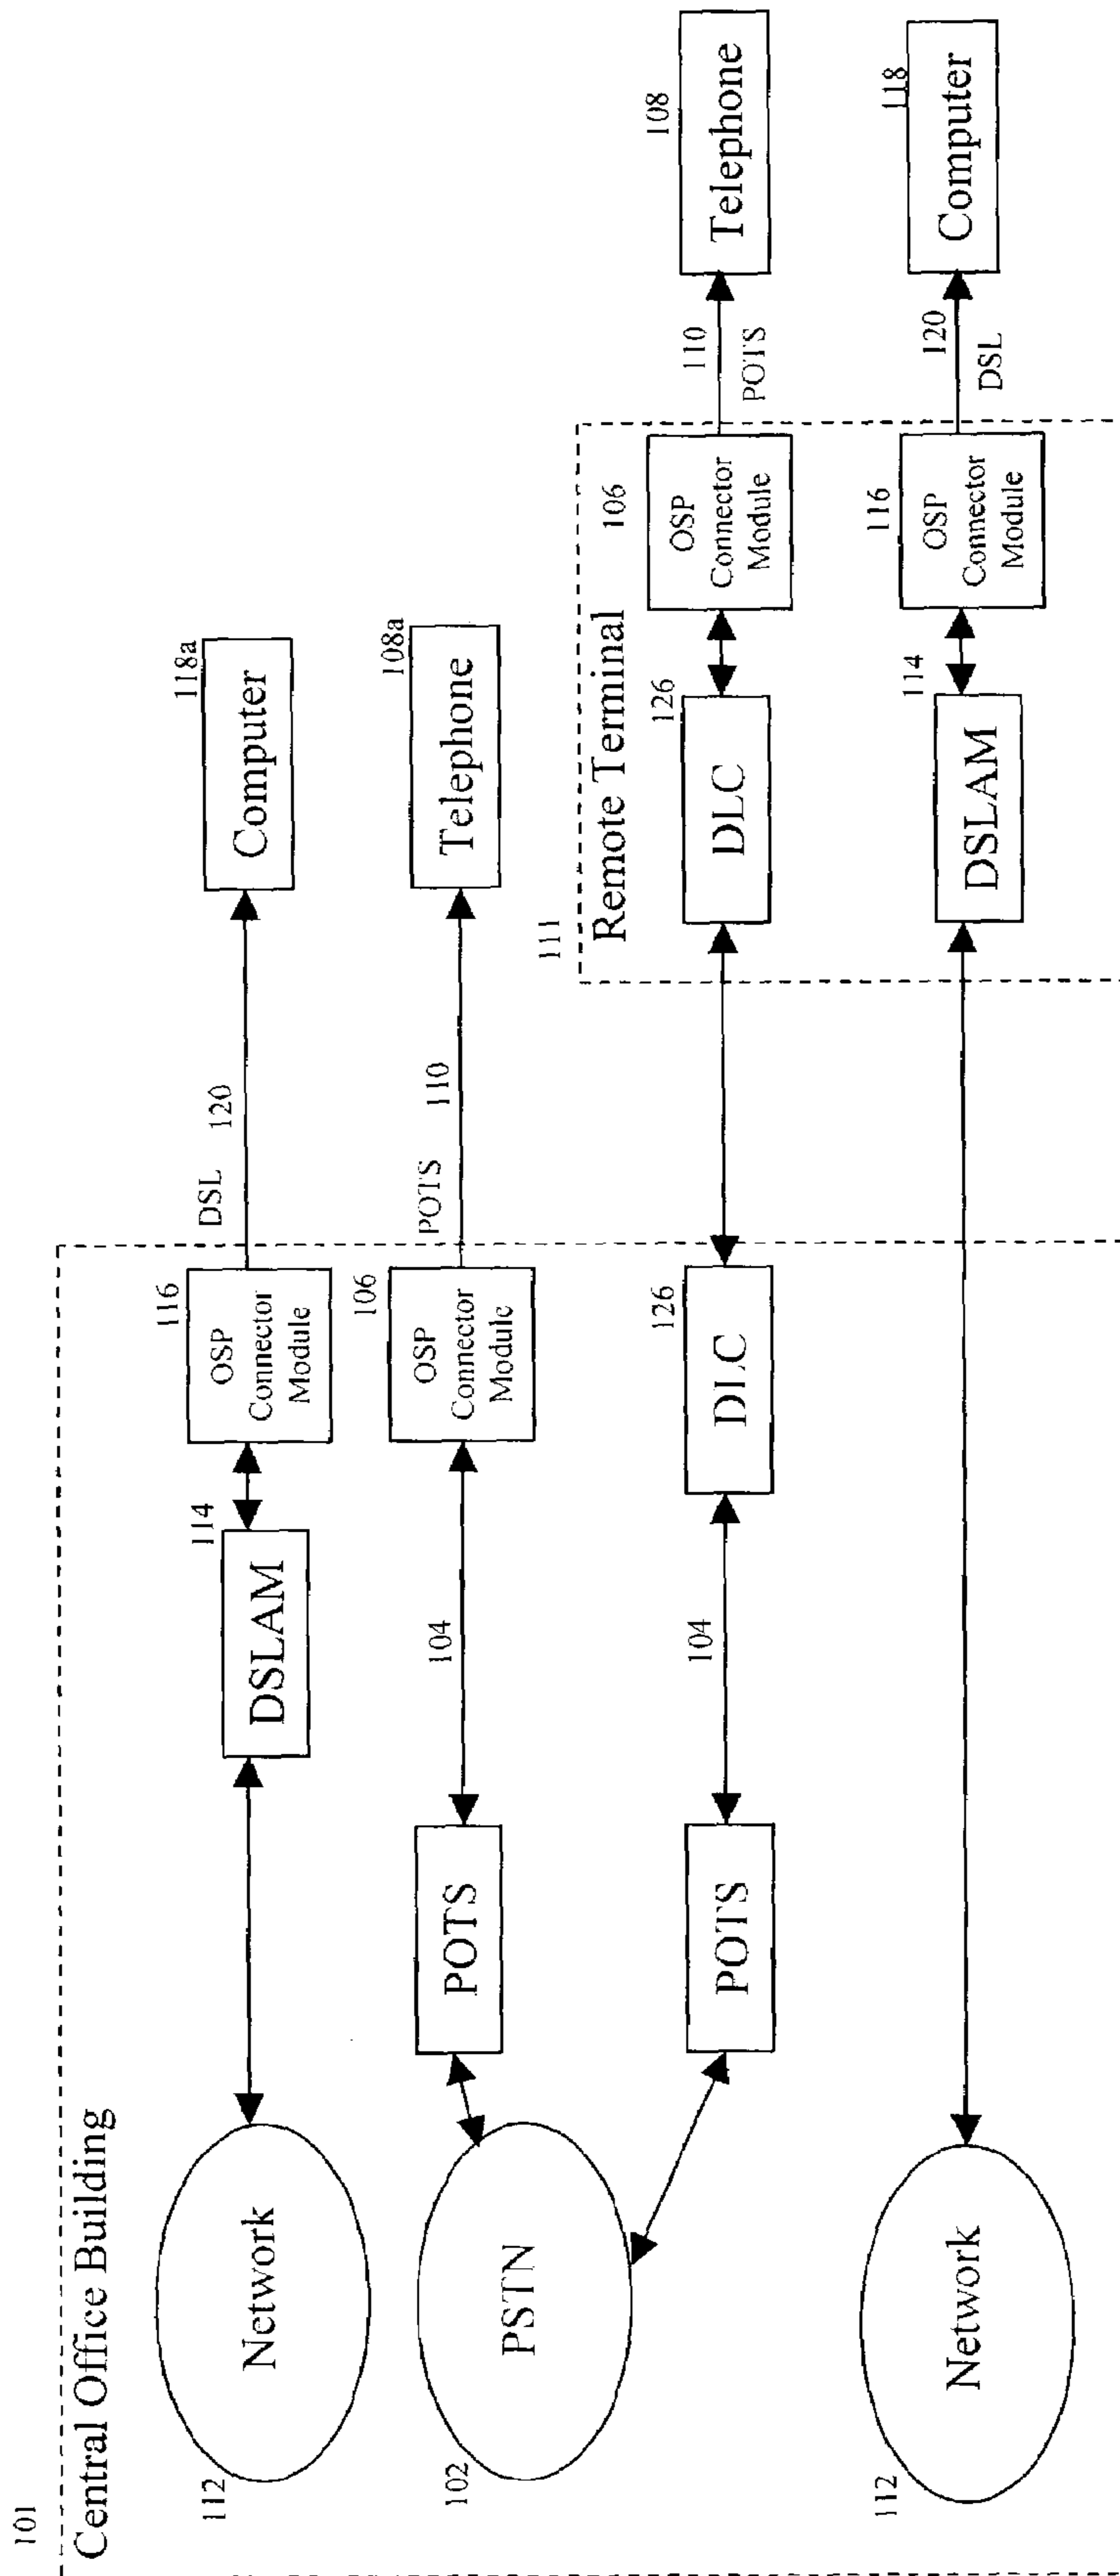 101
Central Office Building
112
Network
DSLAM
114
116
OSP
Connector
Module
DSL
120
118a
Computer
102
PSTN
POTS
104
106
OSP
Connector
Module
POTS
110
108a
Telephone
POTS
104
126
DLC
111
Remote Terminal
126
DLC
106
OSP
Connector
Module
110
POTS
108
Telephone
112
Network
114
DSLAM
116
OSP
Connector
Module
120
DSL
118
Computer